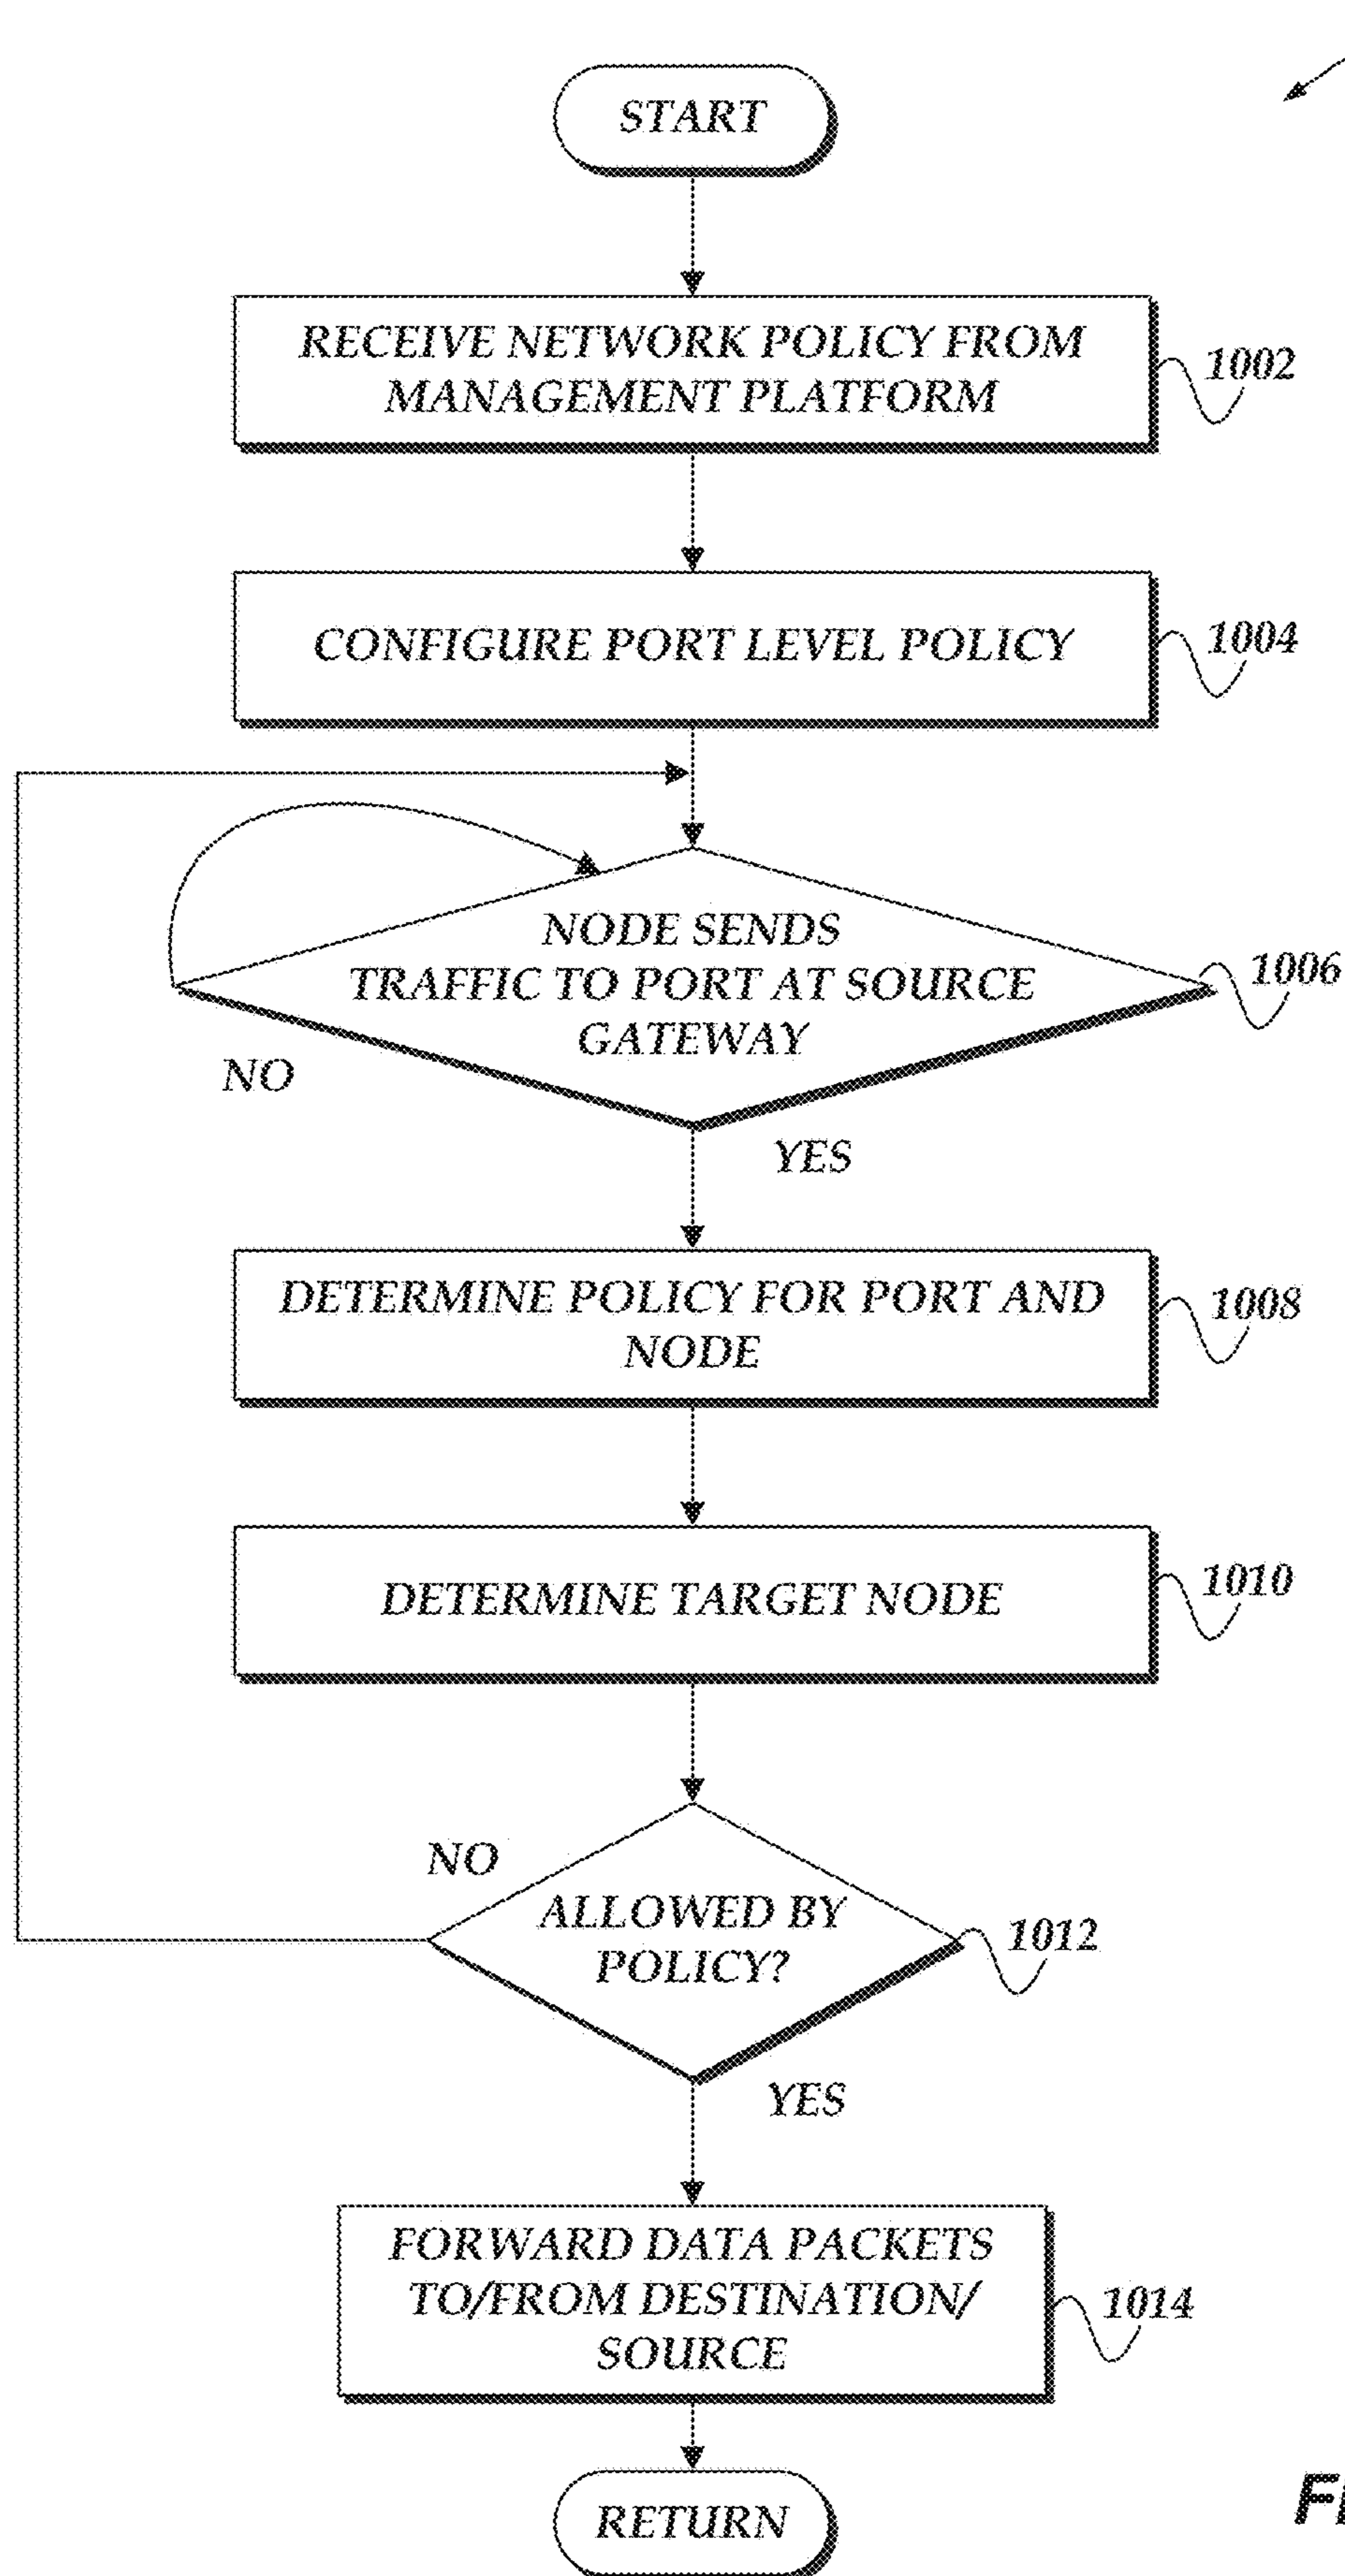 START
RECEIVE NETWORK POLICY FROM
MANAGEMENT PLATFORM
1002
CONFIGURE PORT LEVEL POLICY
1004
NODE SENDS
TRAFFIC TO PORT AT SOURCE
GATEWAY
1006
NO
YES
DETERMINE POLICY FOR PORT AND
NODE
1008
DETERMINE TARGET NODE
1010
NO
ALLOWED BY
POLICY?
1012
YES
FORWARD DATA PACKETS
TO/FROM DESTINATION/
SOURCE
1014
RETURN